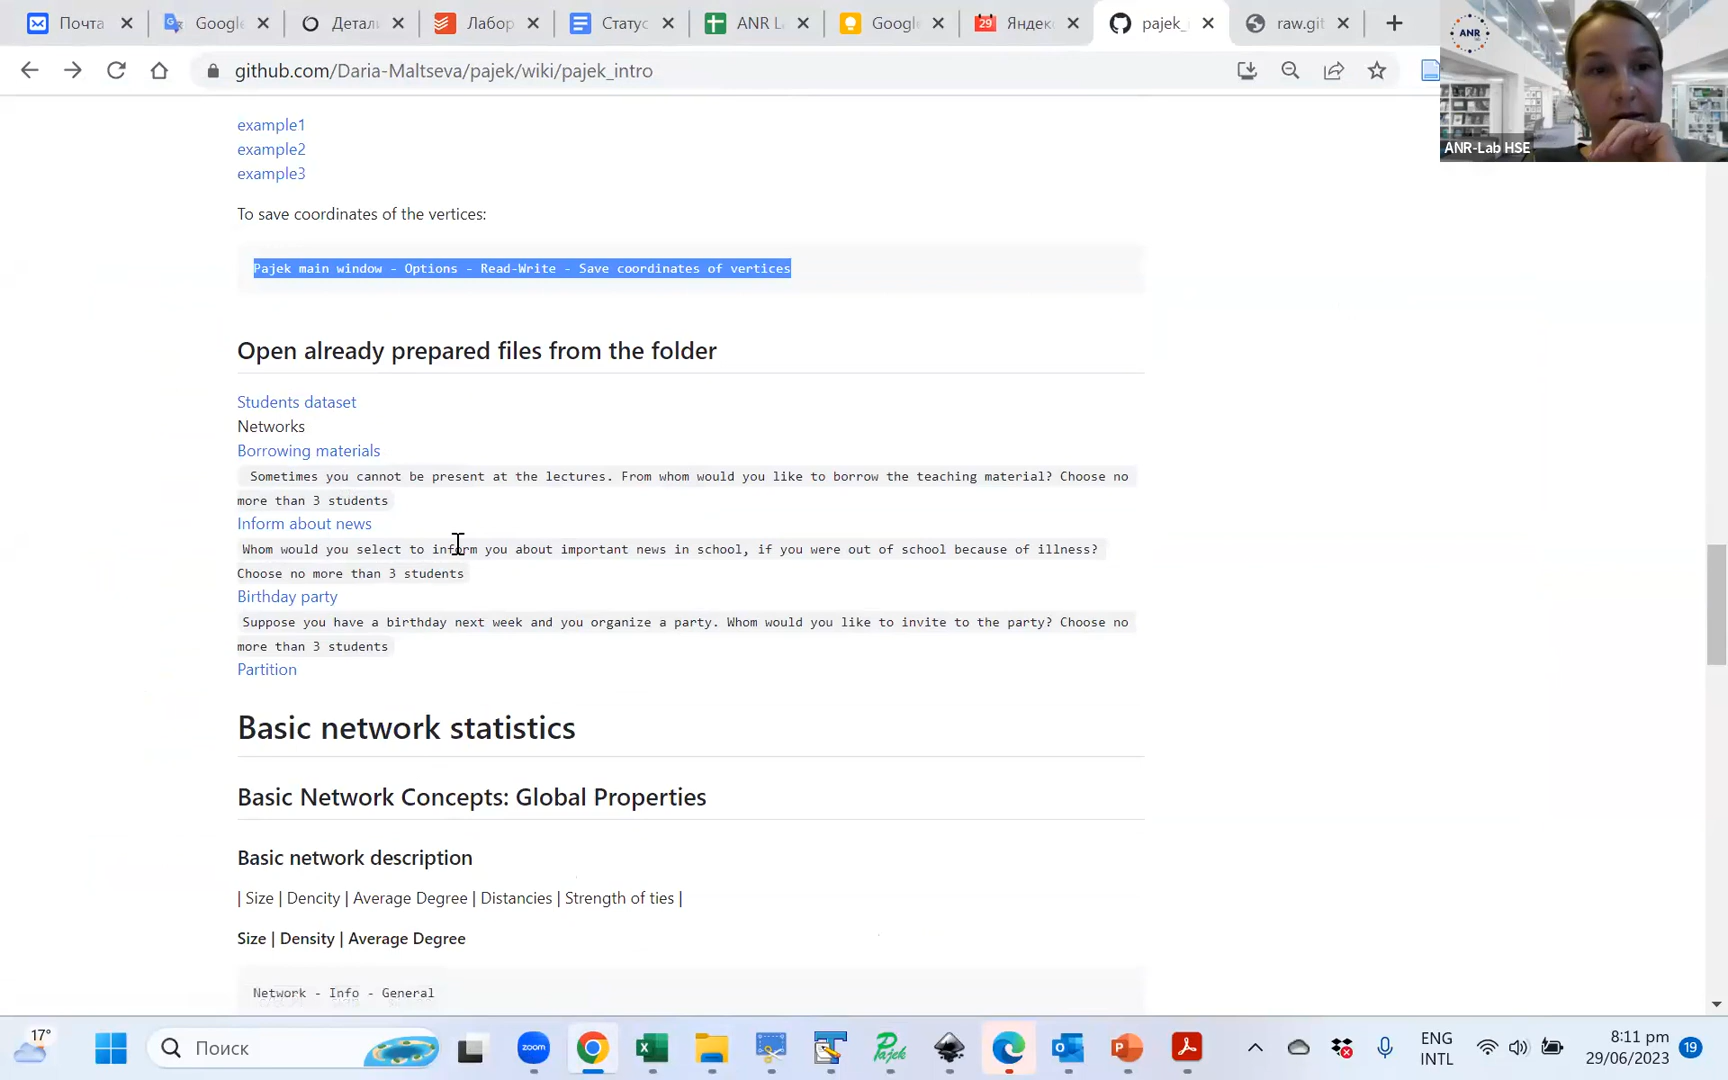 Почта
Google
Детали
Лабор
Статус
ANR L
Google
Яндекс
pajek_
raw.git
github.com/Daria-Maltseva/pajek/wiki/pajek_intro
ANR
ANR-Lab HSE
example1
example2
example3
To save coordinates of the vertices:
Pajek main window - Options - Read-Write - Save coordinates of vertices
Open already prepared files from the folder
Students dataset
Networks
Borrowing materials
Sometimes you cannot be present at the lectures. From whom would you like to borrow the teaching material? Choose no
more than 3 students
Inform about news
Whom would you select to inform you about important news in school, if you were out of school because of illness?
Choose no more than 3 students
Birthday party
Suppose you have a birthday next week and you organize a party. Whom would you like to invite to the party? Choose no
more than 3 students
Partition
Basic network statistics
Basic Network Concepts: Global Properties
Basic network description
| Size | Dencity | Average Degree | Distancies | Strength of ties |
Size | Density | Average Degree
Network - Info - General
17°
Поиск
zoom
Pajek
ENG
INTL
8:11 pm
29/06/2023
19